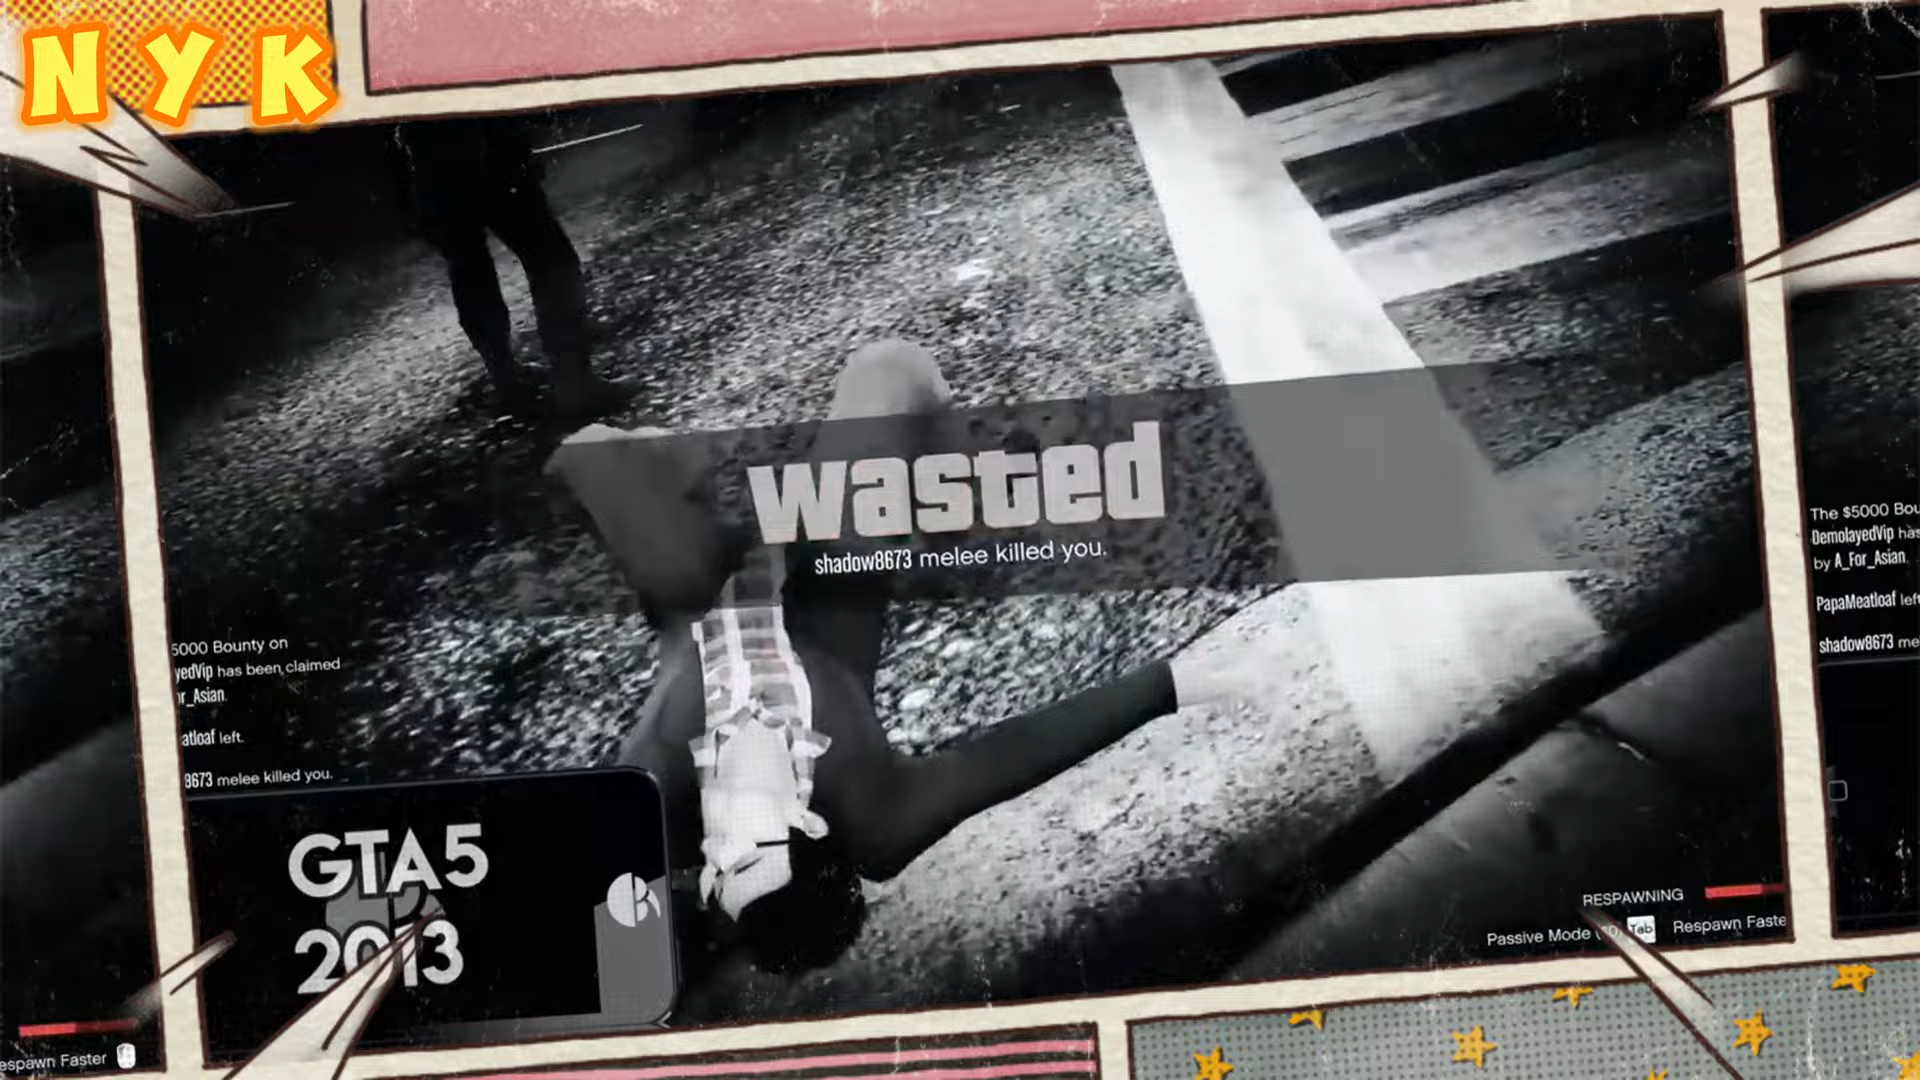 NYK
wasted
shadow8673 melee killed you.
5000 Bounty on
yedVip has been claimed
r_Asian.
atloaf left.
8673 melee killed you.
The $5000 Bou
DemolayedVip has
by A_For_Asian.
PapaMeatloaf left
shadow8673 me
GTA5
2013
RESPAWNING
Passive Mode Tab Respawn Faste
espawn Faster